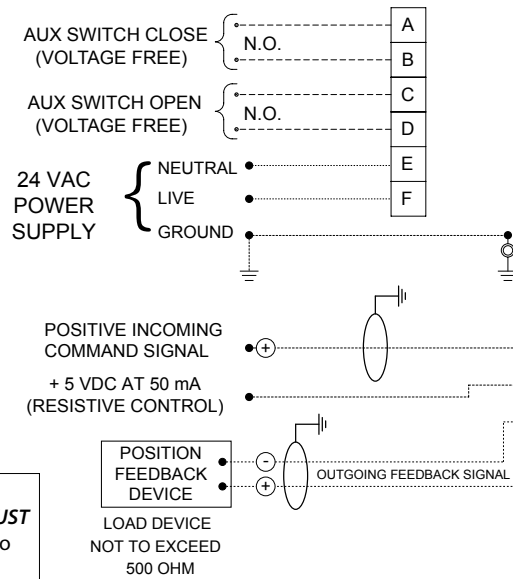 AUX SWITCH CLOSE
(VOLTAGE FREE)
N.O.
A
B
AUX SWITCH OPEN
(VOLTAGE FREE)
N.O.
C
D
24 VAC
POWER
SUPPLY
NEUTRAL
E
LIVE
F
GROUND
POSITIVE INCOMING
COMMAND SIGNAL
+
+ 5 VDC AT 50 mA
(RESISTIVE CONTROL)
POSITION
FEEDBACK
DEVICE
-
+
OUTGOING FEEDBACK SIGNAL
LOAD DEVICE
NOT TO EXCEED
500 OHM
UST
o